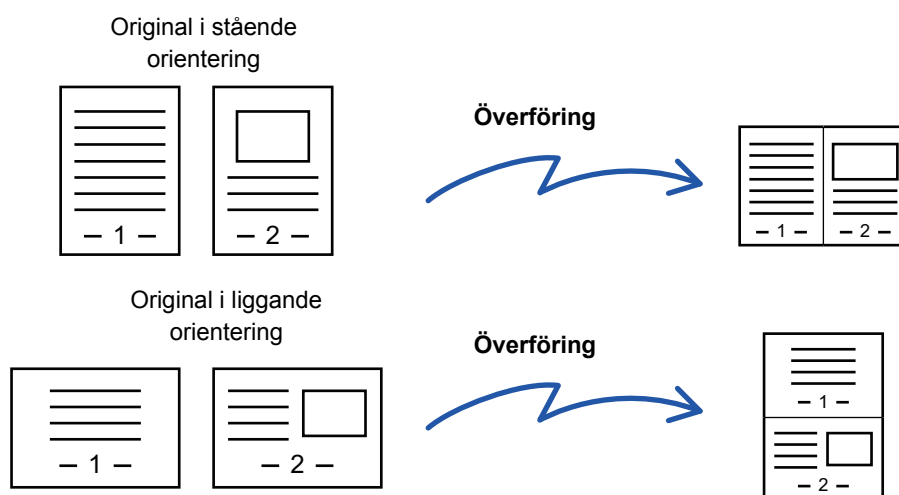 Original i stående
orientering
Överföring
– 1 –
– 2 –
– 1 –
– 2 –
Original i liggande
orientering
Överföring
– 1 –
– 2 –
– 1 –
– 2 –